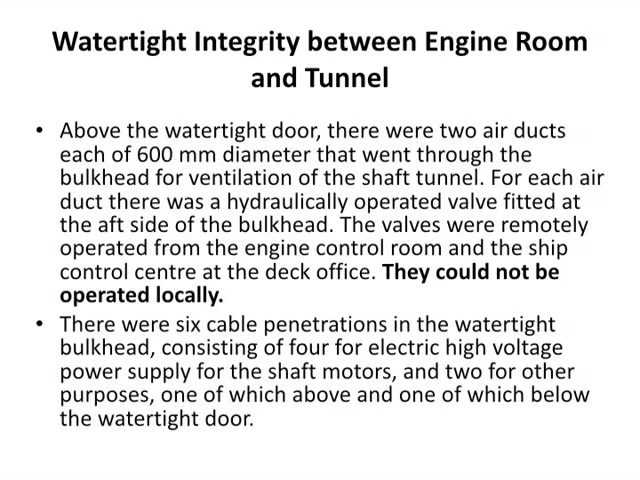 Watertight Integrity between Engine Room
and Tunnel
• Above the watertight door, there were two air ducts
each of 600 mm diameter that went through the
bulkhead for ventilation of the shaft tunnel. For each air
duct there was a hydraulically operated valve fitted at
the aft side of the bulkhead. The valves were remotely
operated from the engine control room and the ship
control centre at the deck office. They could not be
operated locally.
• There were six cable penetrations in the watertight
bulkhead, consisting of four for electric high voltage
power supply for the shaft motors, and two for other
purposes, one of which above and one of which below
the watertight door.